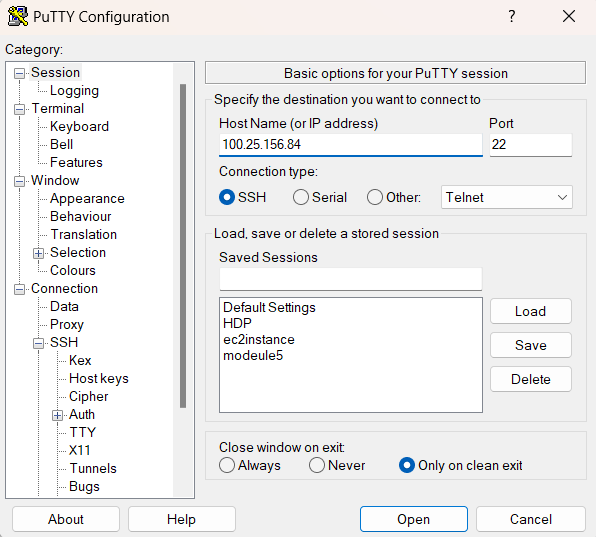 PuTTY Configuration
?
Category:
Session
Logging
Terminal
Keyboard
Bell
Features
Window
Appearance
Behaviour
Translation
Selection
Colours
Connection
Data
Proxy
SSH
Kex
Host keys
Cipher
Auth
TTY
X11
Tunnels
Bugs
Basic options for your PuTTY session
Specify the destination you want to connect to
Host Name (or IP address) Port
100.25.156.84 22
Connection type:
SSH Serial Other: Telnet
Load, save or delete a stored session
Saved Sessions
Default Settings
HDP
ec2instance
modeule5
Load
Save
Delete
Close window on exit:
Always Never Only on clean exit
About Help Open Cancel